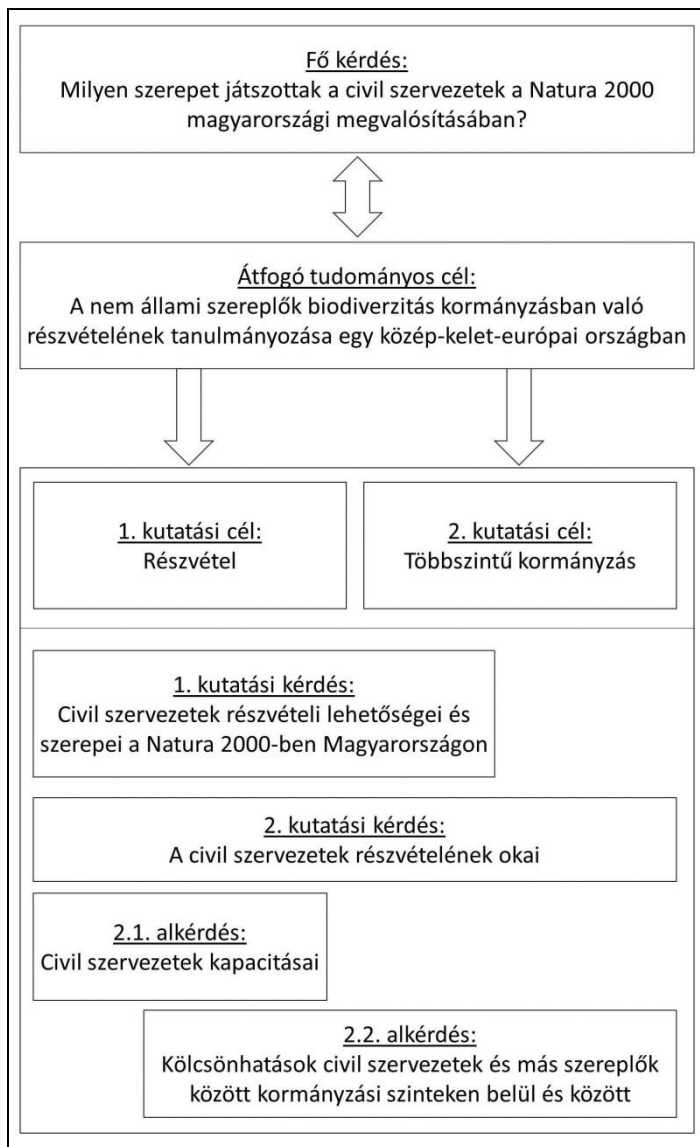 Fő kérdés:
Milyen szerepet játszottak a civil szervezetek a Natura 2000
magyarországi megvalósításában?
Átfogó tudományos cél:
A nem állami szereplők biodiverzitás kormányzásban való
részvételének tanulmányozása egy közép-kelet-európai országban
1. kutatási cél:
Részvétel
2. kutatási cél:
Többszintű kormányzás
1. kutatási kérdés:
Civil szervezetek részvételi lehetőségei és
szerepei a Natura 2000-ben Magyarországon
2. kutatási kérdés:
A civil szervezetek részvételének okai
2.1. alkérdés:
Civil szervezetek kapacitásai
2.2. alkérdés:
Kölcsönhatások civil szervezetek és más szereplők
között kormányzási szinteken belül és között